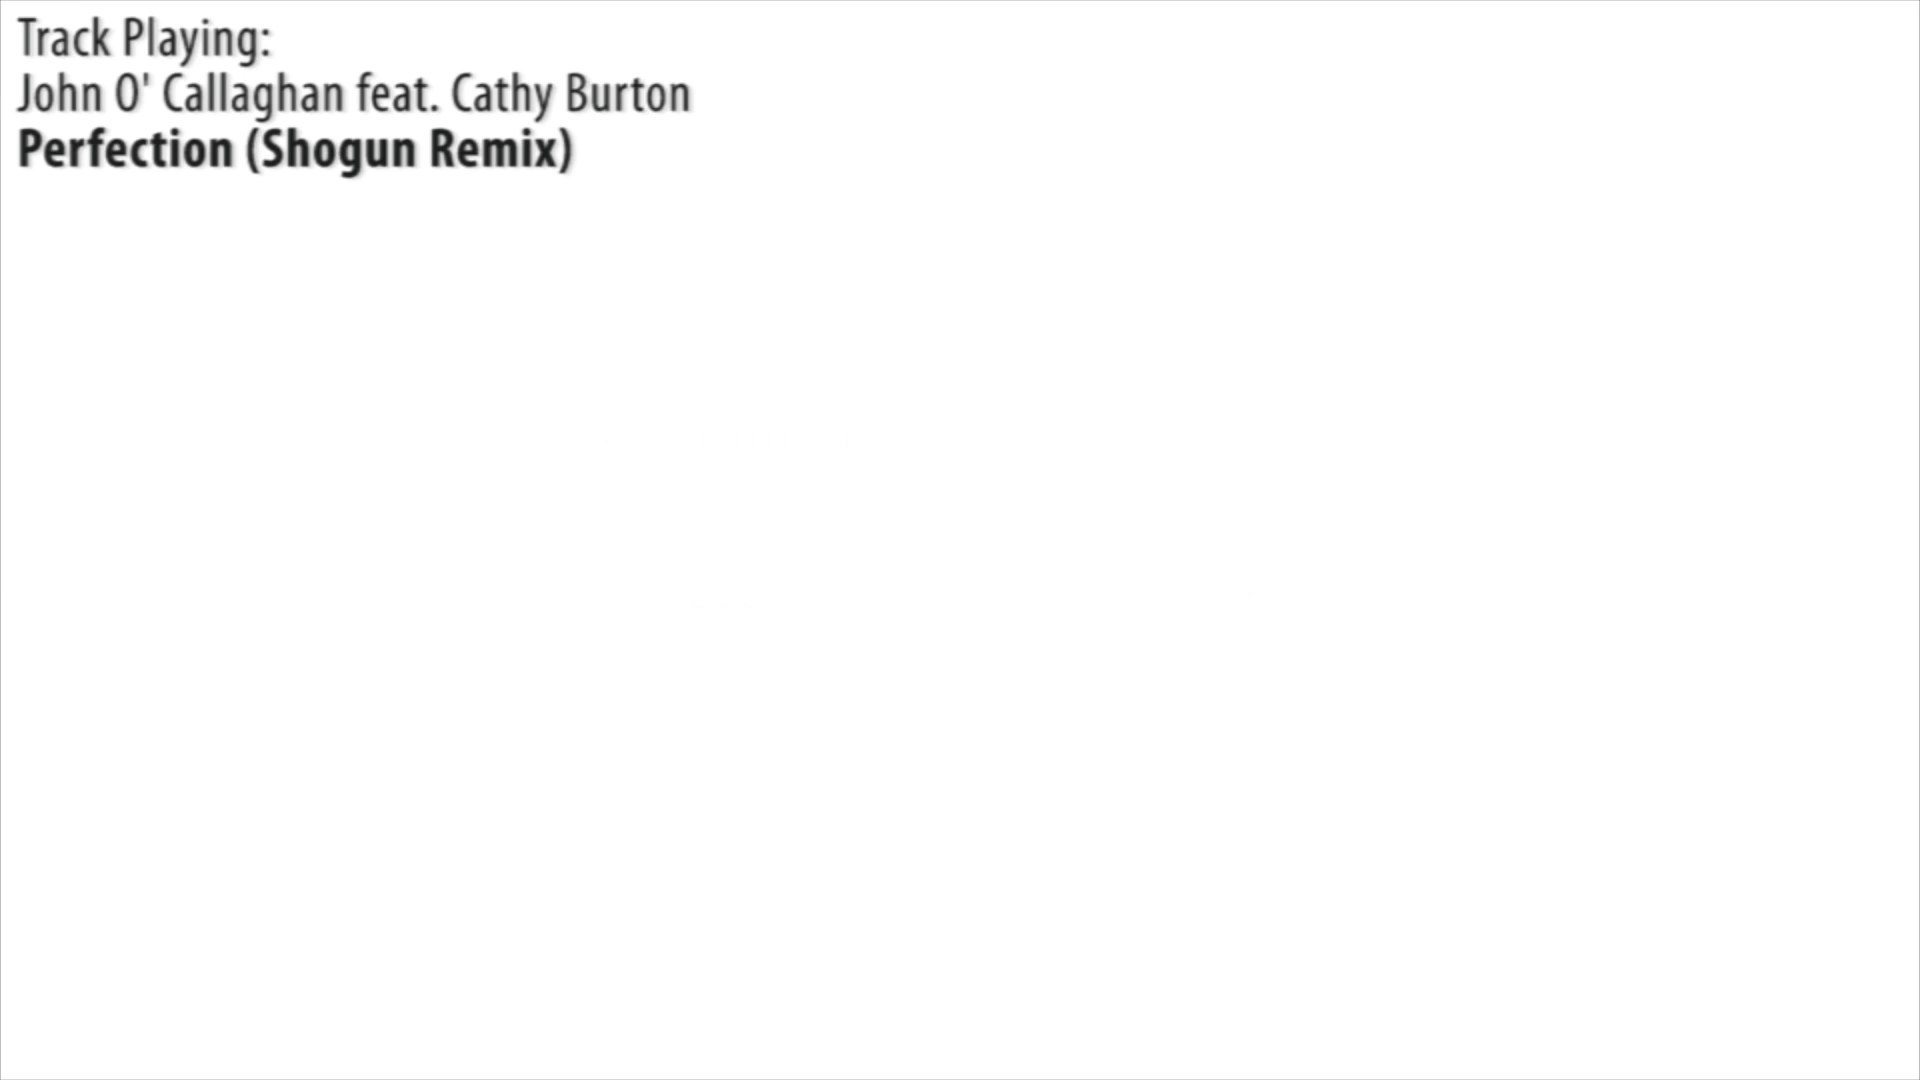 Track Playing:
John O' Callaghan feat. Cathy Burton
Perfection (Shogun Remix)